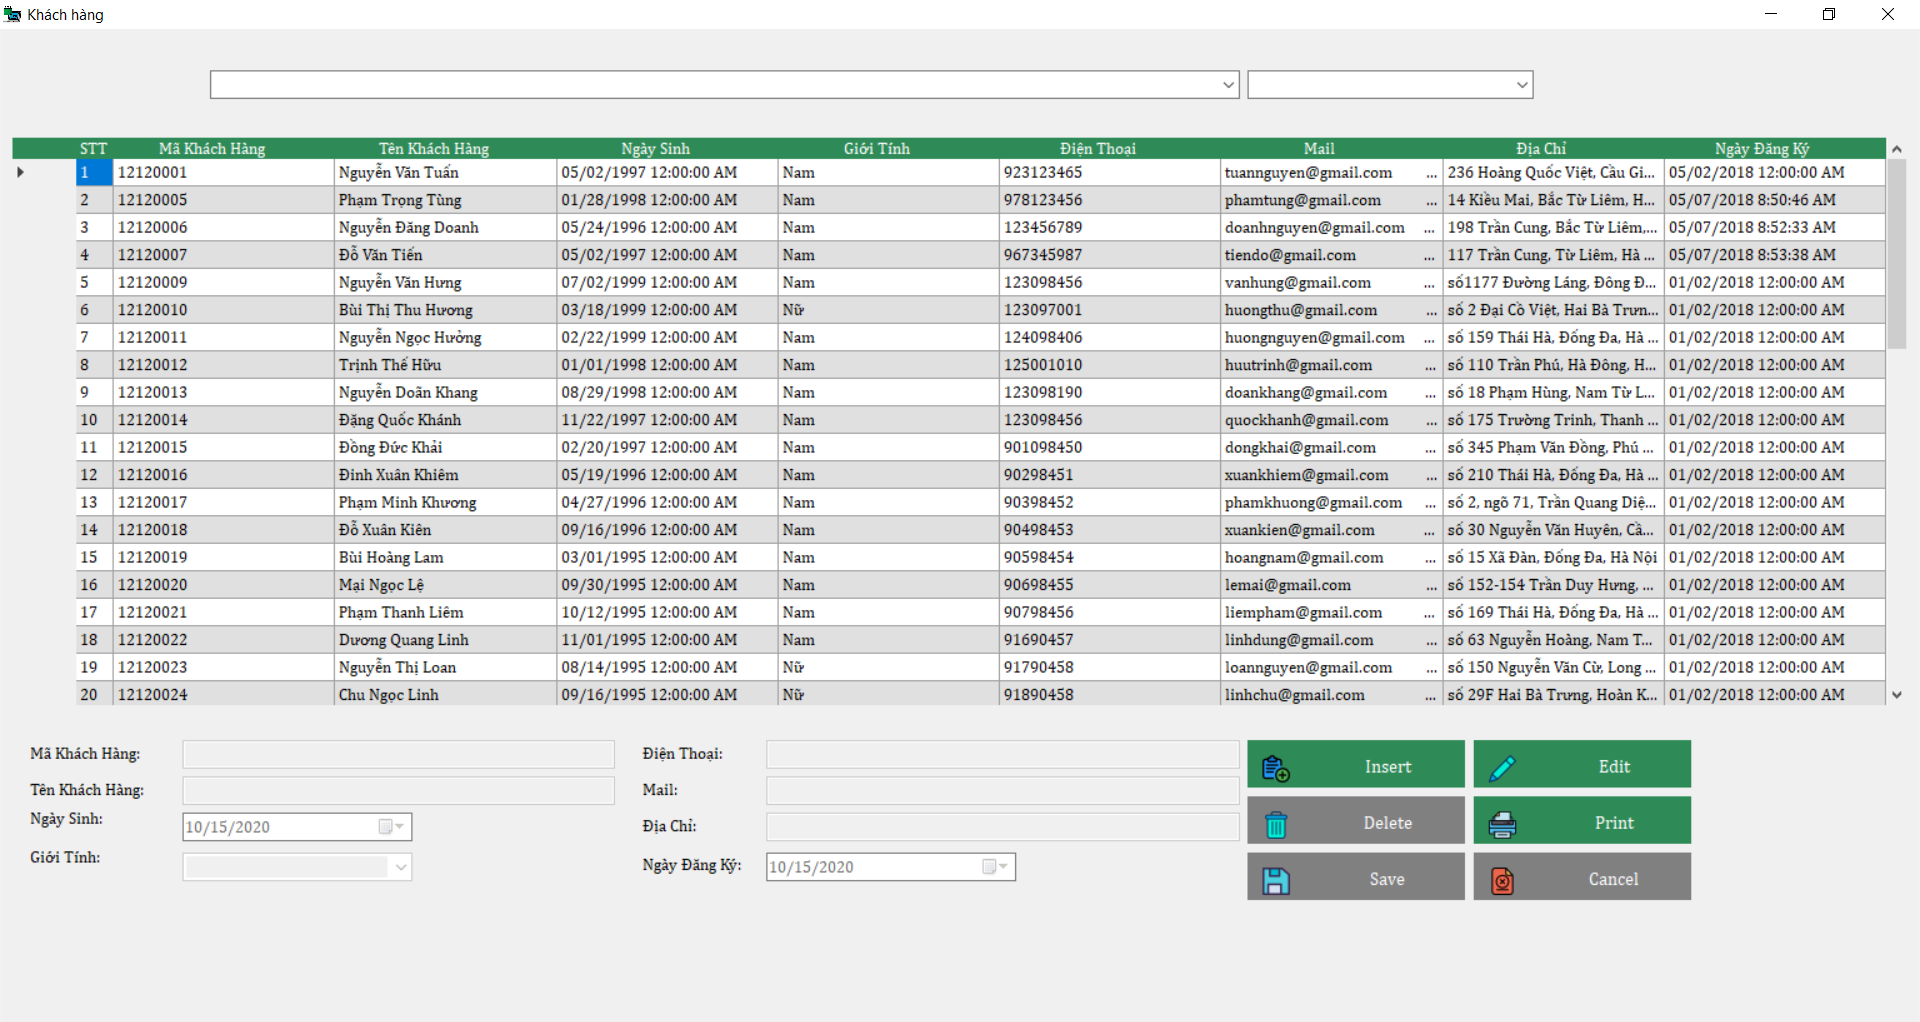 Khách hàng
STT Mã Khách Hàng Tên Khách Hàng Ngày Sinh Giới Tính Điện Thoại Mail Địa Chỉ Ngày Đăng Ký
1 12120001 Nguyễn Văn Tuấn 05/02/1997 12:00:00 AM Nam 923123465 tuannguyen@gmail.com ... 236 Hoàng Quốc Việt, Cầu Gi... 05/02/2018 12:00:00 AM
2 12120005 Phạm Trọng Tùng 01/28/1998 12:00:00 AM Nam 978123456 phamtung@gmail.com ... 14 Kiều Mai, Bắc Từ Liêm, H... 05/07/2018 8:50:46 AM
3 12120006 Nguyễn Đăng Doanh 05/24/1996 12:00:00 AM Nam 123456789 doanhnguyen@gmail.com ... 198 Trần Cung, Bắc Từ Liêm,... 05/07/2018 8:52:33 AM
4 12120007 Đỗ Văn Tiến 05/02/1997 12:00:00 AM Nam 967345987 tiendo@gmail.com ... 117 Trần Cung, Từ Liêm, Hà ... 05/07/2018 8:53:38 AM
5 12120009 Nguyễn Văn Hưng 07/02/1999 12:00:00 AM Nam 123098456 vanhung@gmail.com ... số1177 Đường Láng, Đông Đ... 01/02/2018 12:00:00 AM
6 12120010 Bùi Thị Thu Hương 03/18/1999 12:00:00 AM Nữ 123097001 huongthu@gmail.com ... số 2 Đại Cồ Việt, Hai Bà Trưn... 01/02/2018 12:00:00 AM
7 12120011 Nguyễn Ngọc Hưởng 02/22/1999 12:00:00 AM Nam 124098406 huongnguyen@gmail.com ... số 159 Thái Hà, Đống Đa, Hà ... 01/02/2018 12:00:00 AM
8 12120012 Trịnh Thế Hữu 01/01/1998 12:00:00 AM Nam 125001010 huutrinh@gmail.com ... số 110 Trần Phú, Hà Đông, H... 01/02/2018 12:00:00 AM
9 12120013 Nguyễn Doãn Khang 08/29/1998 12:00:00 AM Nam 123098190 doankhang@gmail.com ... số 18 Phạm Hùng, Nam Từ L... 01/02/2018 12:00:00 AM
10 12120014 Đặng Quốc Khánh 11/22/1997 12:00:00 AM Nam 123098456 quockhanh@gmail.com ... số 175 Trường Trinh, Thanh ... 01/02/2018 12:00:00 AM
11 12120015 Đồng Đức Khải 02/20/1997 12:00:00 AM Nam 901098450 dongkhai@gmail.com ... số 345 Phạm Văn Đồng, Phú ... 01/02/2018 12:00:00 AM
12 12120016 Đinh Xuân Khiêm 05/19/1996 12:00:00 AM Nam 90298451 xuankhiem@gmail.com ... số 210 Thái Hà, Đống Đa, Hà ... 01/02/2018 12:00:00 AM
13 12120017 Phạm Minh Khương 04/27/1996 12:00:00 AM Nam 90398452 phamkhuong@gmail.com ... số 2, ngõ 71, Trần Quang Diệ... 01/02/2018 12:00:00 AM
14 12120018 Đỗ Xuân Kiên 09/16/1996 12:00:00 AM Nam 90498453 xuankien@gmail.com ... số 30 Nguyễn Văn Huyên, Cầ... 01/02/2018 12:00:00 AM
15 12120019 Bùi Hoàng Lam 03/01/1995 12:00:00 AM Nam 90598454 hoangnam@gmail.com ... số 15 Xã Đàn, Đống Đa, Hà Nội 01/02/2018 12:00:00 AM
16 12120020 Mại Ngọc Lệ 09/30/1995 12:00:00 AM Nam 90698455 lemai@gmail.com ... số 152-154 Trần Duy Hưng, ... 01/02/2018 12:00:00 AM
17 12120021 Phạm Thanh Liêm 10/12/1995 12:00:00 AM Nam 90798456 liempham@gmail.com ... số 169 Thái Hà, Đống Đa, Hà ... 01/02/2018 12:00:00 AM
18 12120022 Dương Quang Linh 11/01/1995 12:00:00 AM Nam 91690457 linhdung@gmail.com ... số 63 Nguyễn Hoàng, Nam T... 01/02/2018 12:00:00 AM
19 12120023 Nguyễn Thị Loan 08/14/1995 12:00:00 AM Nữ 91790458 loannguyen@gmail.com ... số 150 Nguyễn Văn Cừ, Long ... 01/02/2018 12:00:00 AM
20 12120024 Chu Ngọc Linh 09/16/1995 12:00:00 AM Nữ 91890458 linhchu@gmail.com ... số 29F Hai Bà Trưng, Hoàn K... 01/02/2018 12:00:00 AM
Mã Khách Hàng:
Tên Khách Hàng:
Ngày Sinh: 10/15/2020
Giới Tính:
Điện Thoại:
Mail:
Địa Chỉ:
Ngày Đăng Ký: 10/15/2020
Insert Edit
Delete Print
Save Cancel